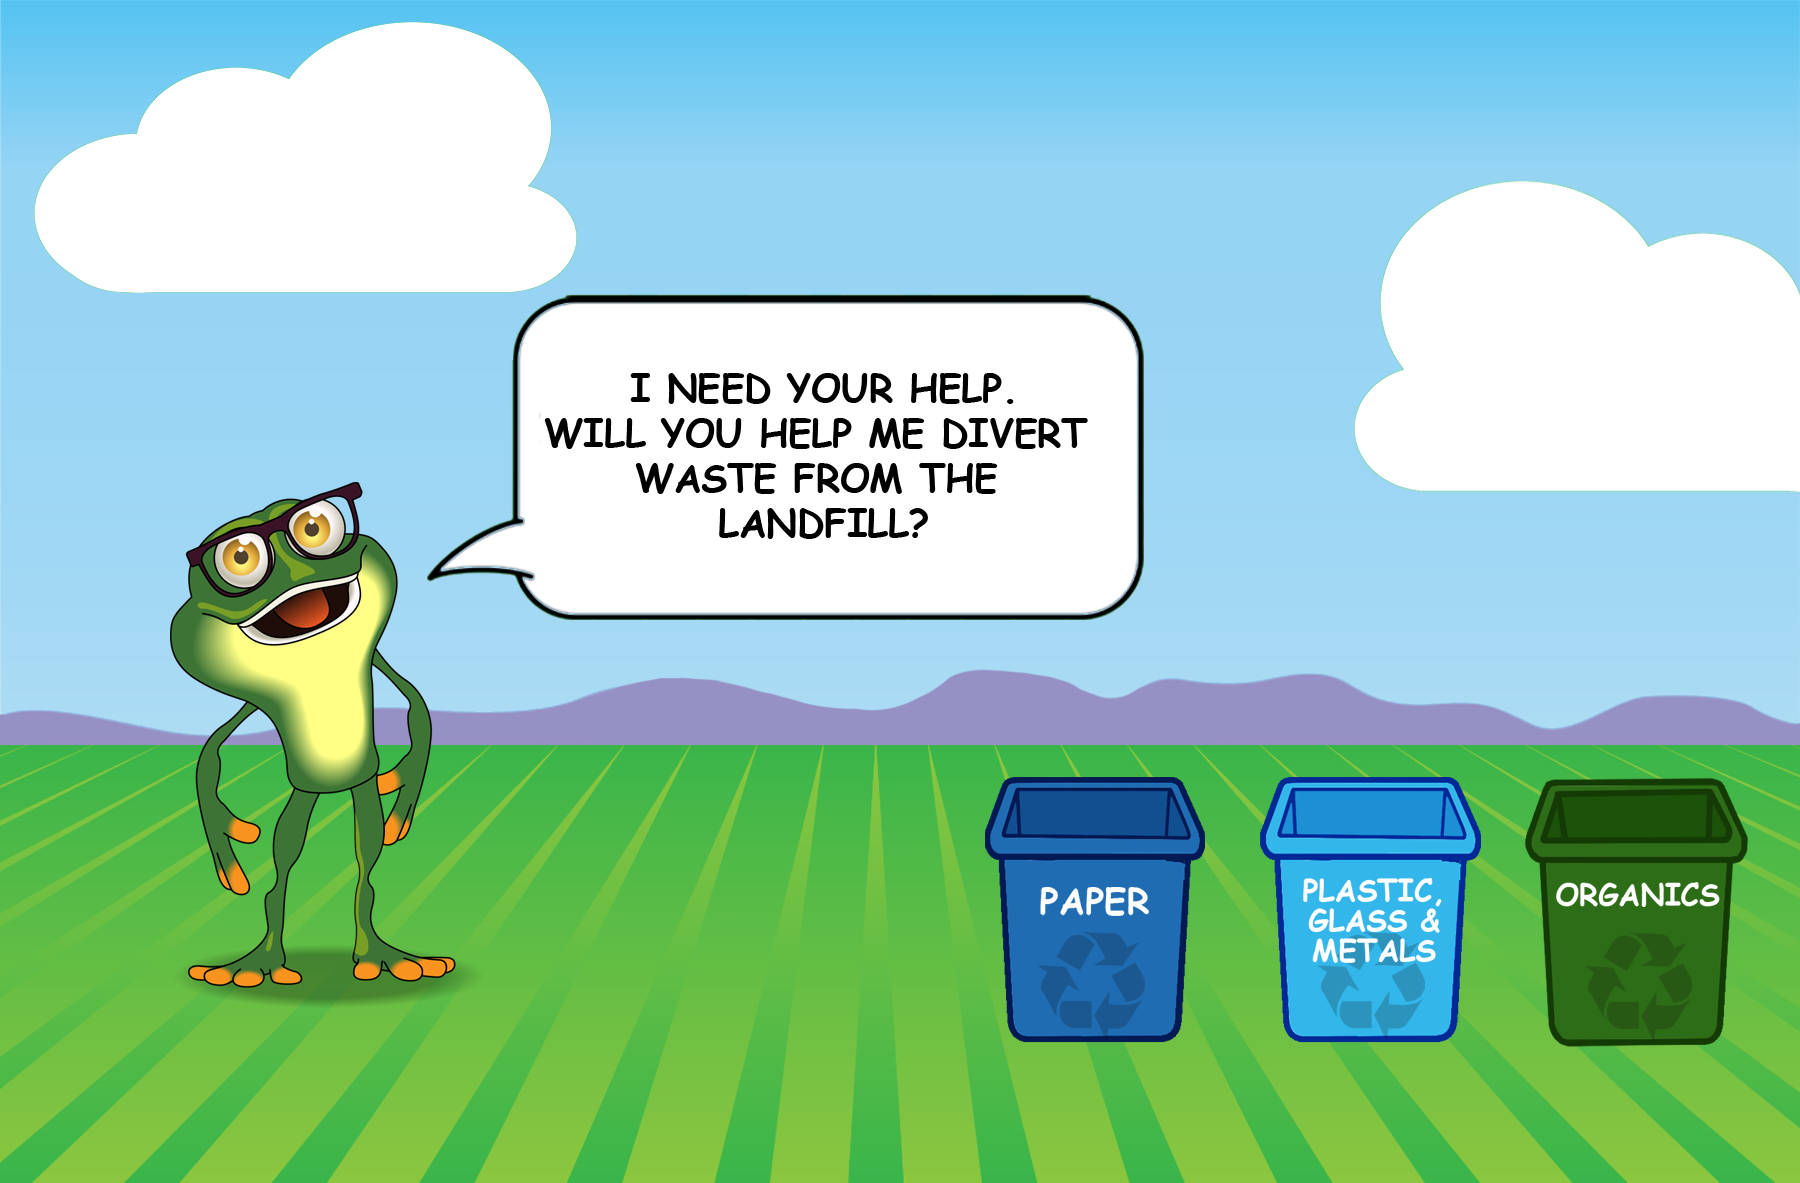 I NEED YOUR HELP.
WILL YOU HELP ME DIVERT
WASTE FROM THE
LANDFILL?
PAPER
PLASTIC,
GLASS &
METALS
ORGANICS